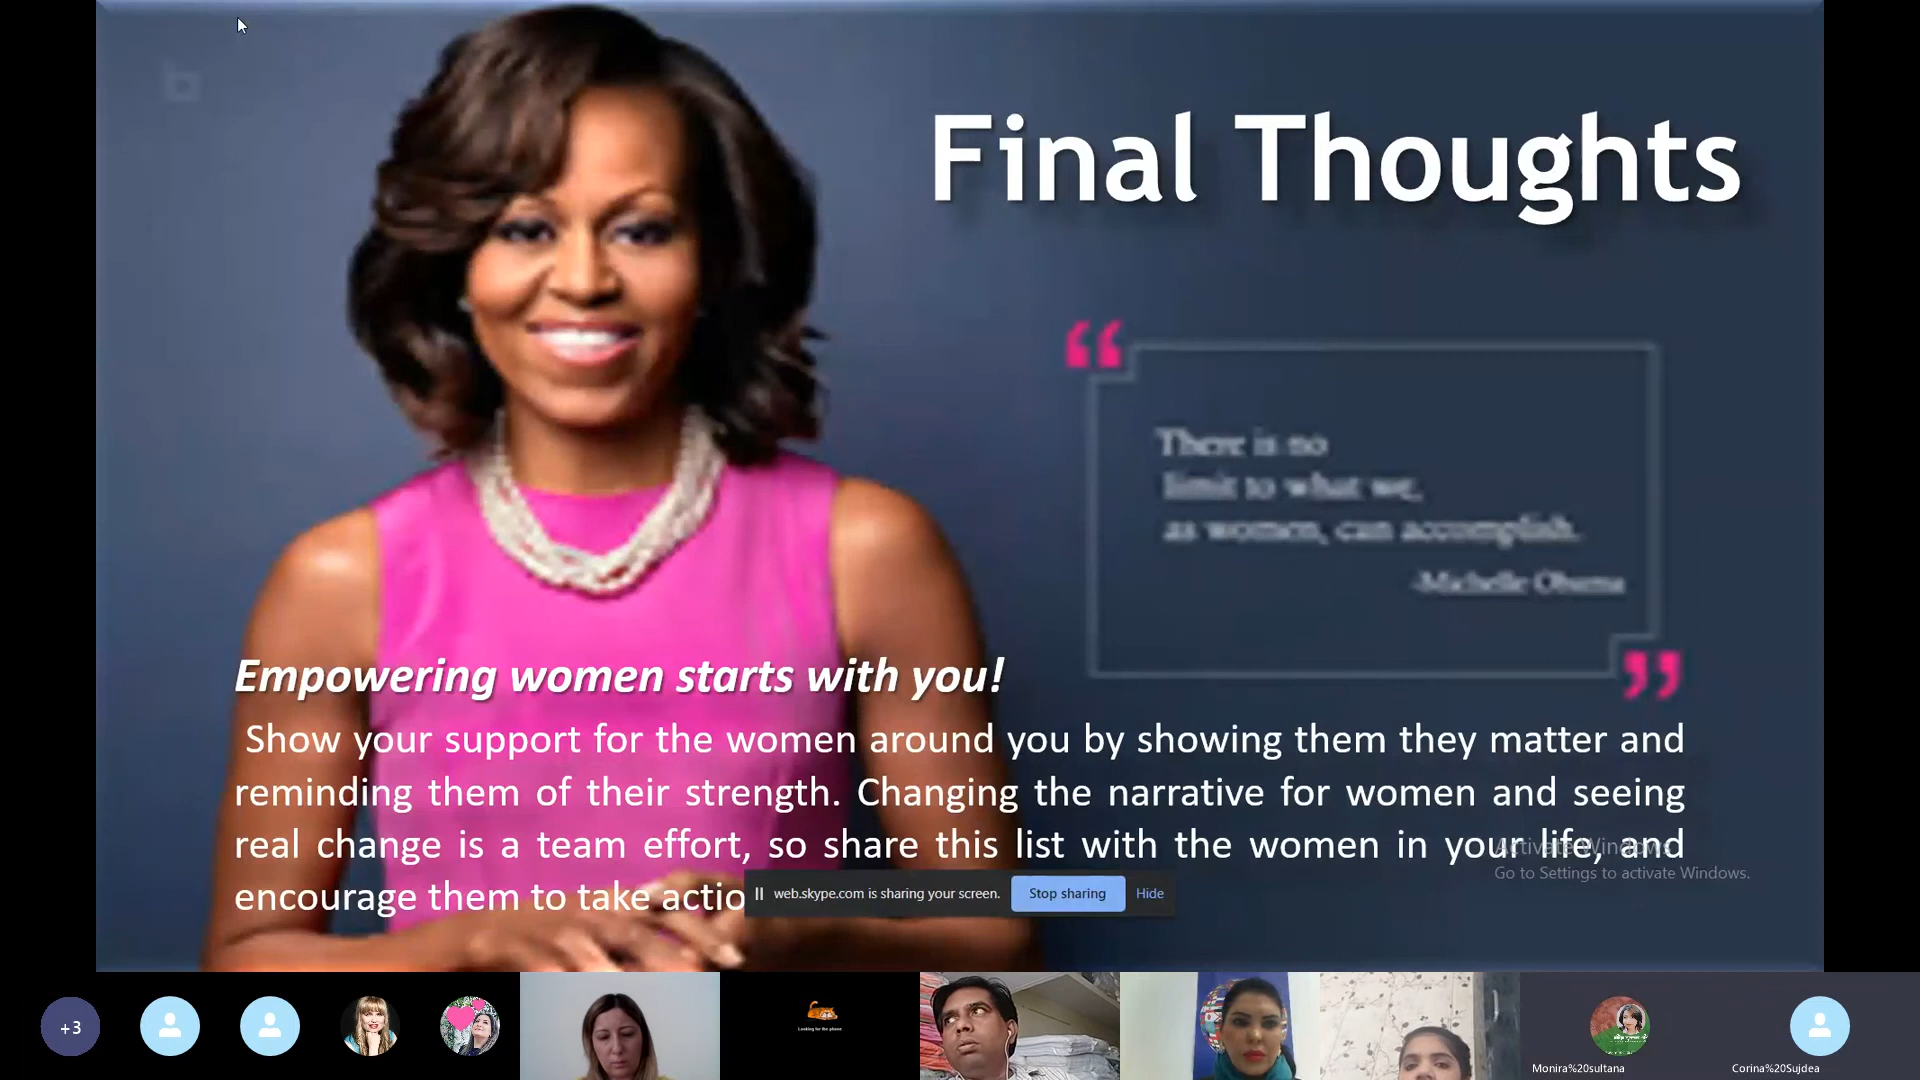 Final Thoughts
“
There is no
limit to what we,
as women, can accomplish.
-Michelle Obama
”
Empowering women starts with you!
Show your support for the women around you by showing them they matter and
reminding them of their strength. Changing the narrative for women and seeing
real change is a team effort, so share this list with the women in your life, and
encourage them to take actio
Activate Windows
Go to Settings to activate Windows.
web.skype.com is sharing your screen. Stop sharing Hide
+3
Looking for the phone
Monira%20sultana
Corina%20Sujdea